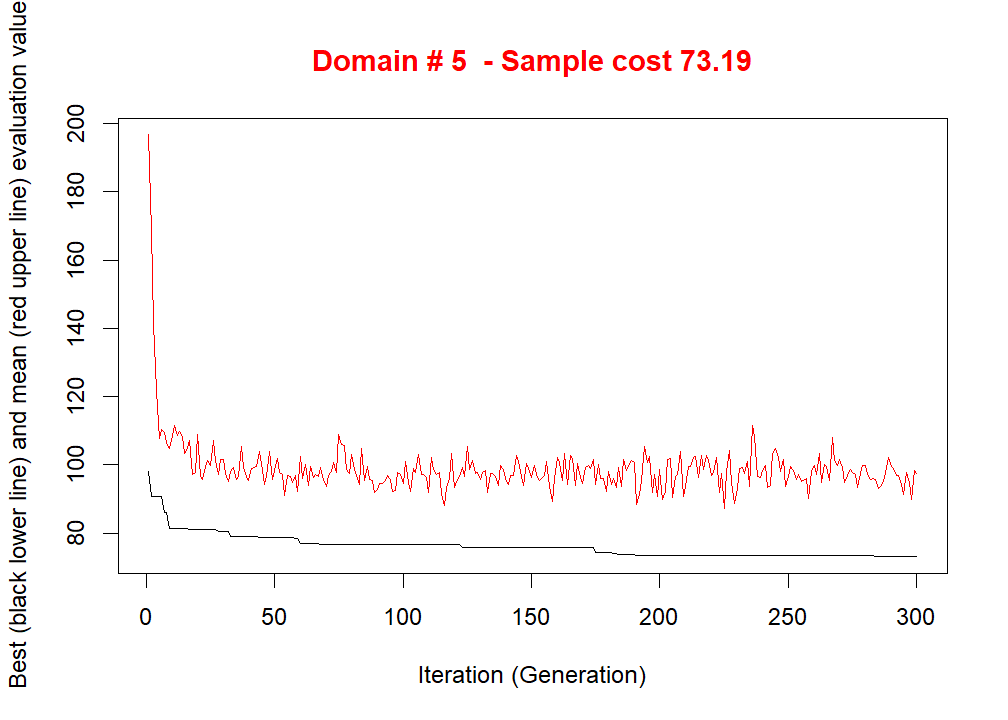 Domain # 5  - Sample cost 73.19
Best (black lower line) and mean (red upper line) evaluation value
200
180
160
140
120
100
80
0 50 100 150 200 250 300
Iteration (Generation)